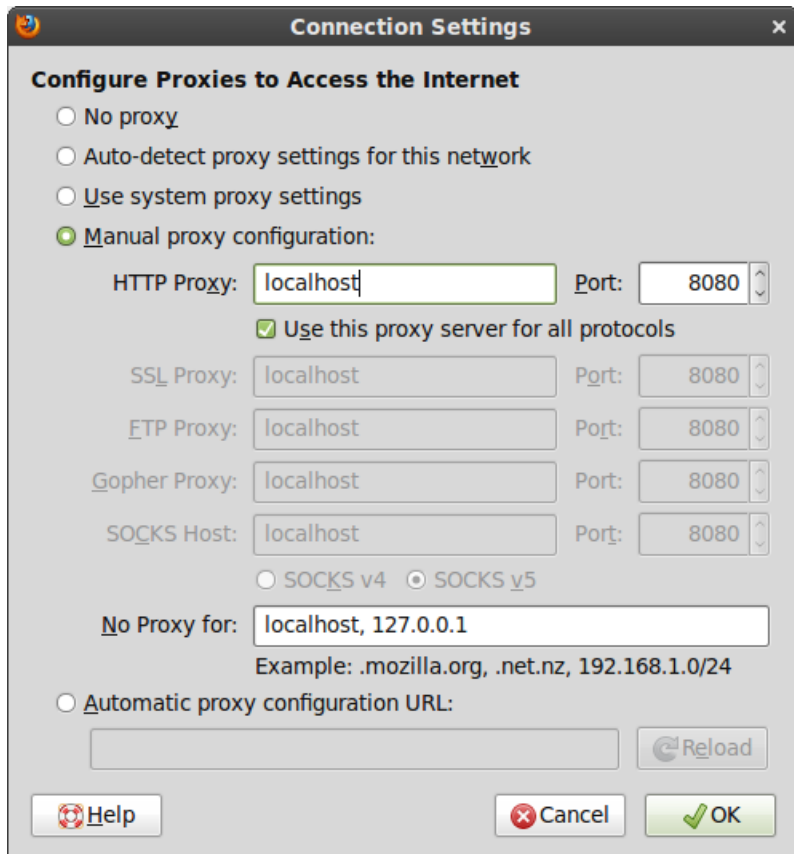 Connection Settings
Configure Proxies to Access the Internet
No proxy
Auto-detect proxy settings for this network
Use system proxy settings
Manual proxy configuration:
HTTP Proxy: localhost Port: 8080
Use this proxy server for all protocols
SSL Proxy: localhost Port: 8080
FTP Proxy: localhost Port: 8080
Gopher Proxy: localhost Port: 8080
SOCKS Host: localhost Port: 8080
SOCKS v4 SOCKS v5
No Proxy for: localhost, 127.0.0.1
Example: .mozilla.org, .net.nz, 192.168.1.0/24
Automatic proxy configuration URL:
Reload
Help Cancel OK